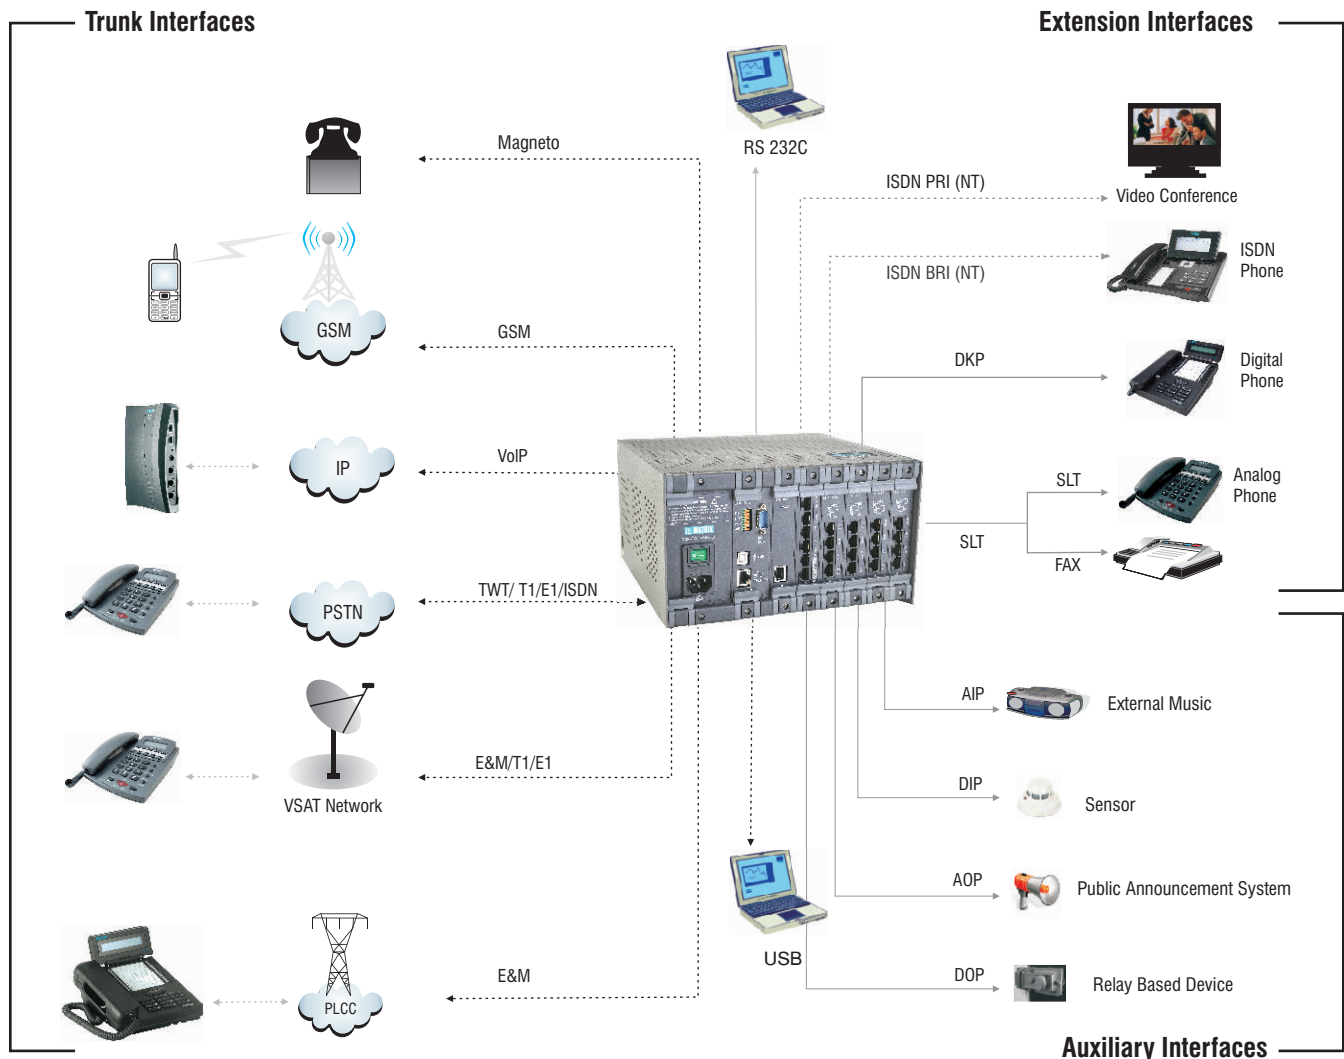 Trunk Interfaces
Extension Interfaces
Magneto
RS 232C
ISDN PRI (NT)
Video Conference
ISDN BRI (NT)
ISDN
Phone
GSM
GSM
DKP
Digital
Phone
IP
VoIP
SLT
Analog
Phone
SLT
FAX
PSTN
TWT/ T1/E1/ISDN
AIP
External Music
E&M/T1/E1
VSAT Network
DIP
Sensor
AOP
Public Announcement System
USB
E&M
PLCC
DOP
Relay Based Device
Auxiliary Interfaces